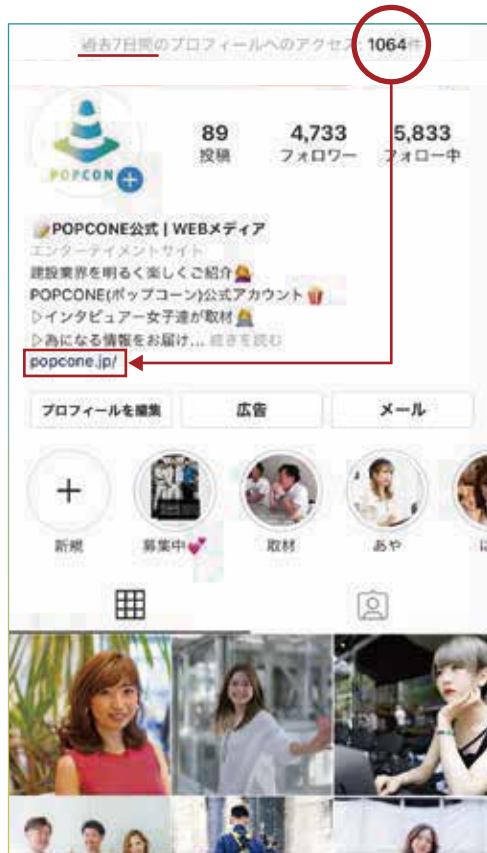 過去7日間のプロフィールへのアクセス: 1064件
POPCON
89 4,733 5,833
投稿 フォロワー フォロー中
POPCONE公式 | WEBメディア
エンターテイメントサイト
建設業界を明るく楽しくご紹介
POPCONE(ポップコーン)公式アカウント
▷インタビュアー女子達が取材
▷為になる情報をお届け... 続きを読む
popcone.jp/
プロフィールを編集 広告 メール
新規 募集中💕 取材 あや